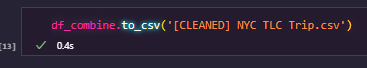 df_combine.to_csv('[CLEANED] NYC TLC Trip.csv')
[13] ✓ 0.4s